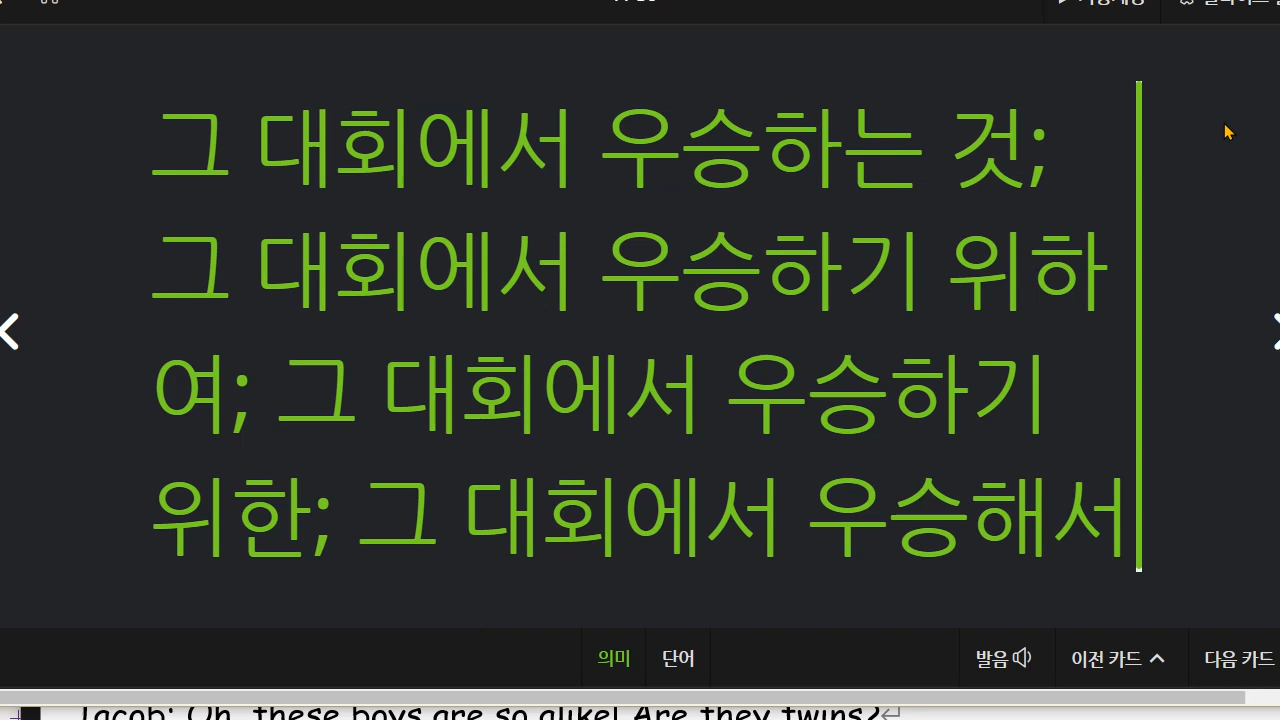 그 대회에서 우승하는 것;
그 대회에서 우승하기 위하
여; 그 대회에서 우승하기
위한; 그 대회에서 우승해서
의미 단어 발음 이전 카드 다음 카드
Jacob: Oh, these boys are so alike! Are they twins?